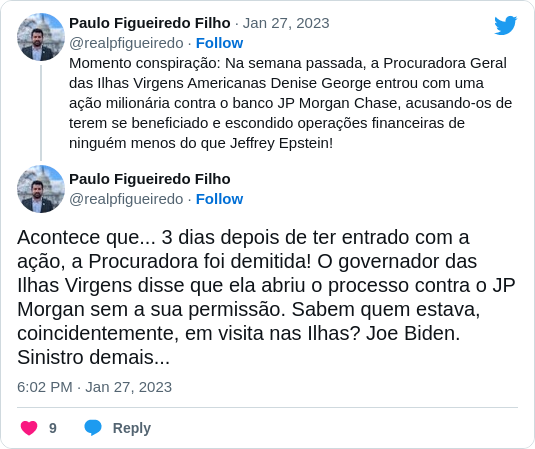 Paulo Figueiredo Filho · Jan 27, 2023
@realpfigueiredo · Follow
Momento conspiração: Na semana passada, a Procuradora Geral
das Ilhas Virgens Americanas Denise George entrou com uma
ação milionária contra o banco JP Morgan Chase, acusando-os de
terem se beneficiado e escondido operações financeiras de
ninguém menos do que Jeffrey Epstein!
Paulo Figueiredo Filho
@realpfigueiredo · Follow
Acontece que... 3 dias depois de ter entrado com a
ação, a Procuradora foi demitida! O governador das
Ilhas Virgens disse que ela abriu o processo contra o JP
Morgan sem a sua permissão. Sabem quem estava,
coincidentemente, em visita nas Ilhas? Joe Biden.
Sinistro demais...
6:02 PM · Jan 27, 2023
9 Reply